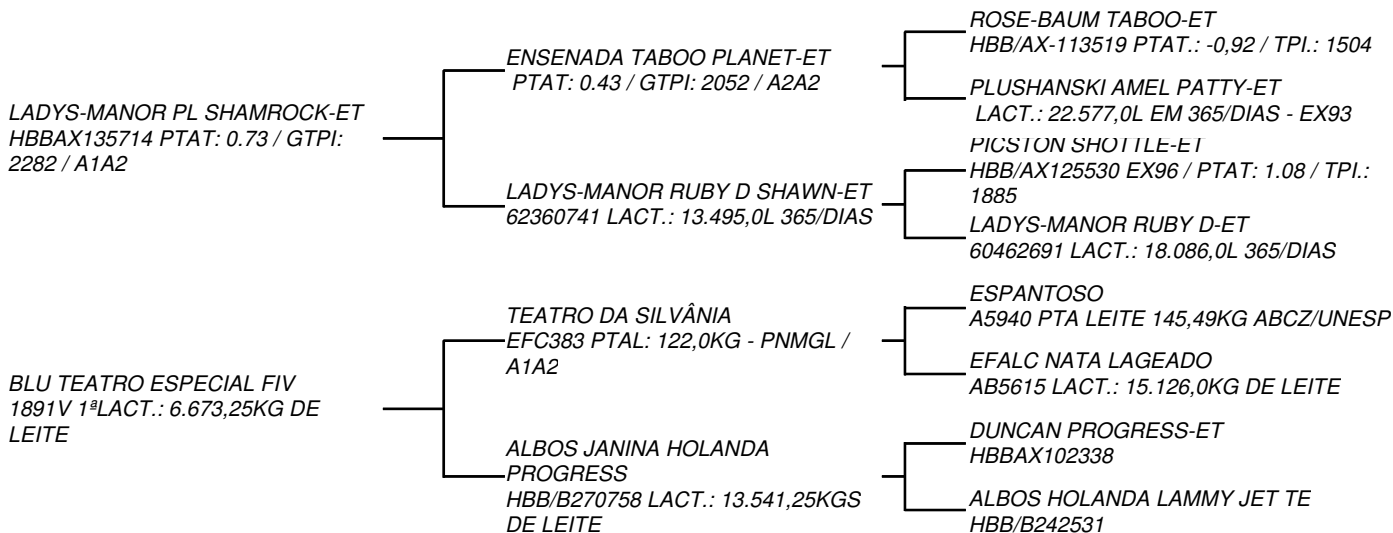 LADYS-MANOR PL SHAMROCK-ET
HBBAX135714 PTAT: 0.73 / GTPI:
2282 / A1A2
BLU TEATRO ESPECIAL FIV
1891V 1ªLACT.: 6.673,25KG DE
LEITE
ENSENADA TABOO PLANET-ET
PTAT: 0.43 / GTPI: 2052 / A2A2
LADYS-MANOR RUBY D SHAWN-ET
62360741 LACT.: 13.495,0L 365/DIAS
TEATRO DA SILVÂNIA
EFC383 PTAL: 122,0KG - PNMGL /
A1A2
ALBOS JANINA HOLANDA
PROGRESS
HBB/B270758 LACT.: 13.541,25KGS
DE LEITE
ROSE-BAUM TABOO-ET
HBB/AX-113519 PTAT.: -0,92 / TPI.: 1504
PLUSHANSKI AMEL PATTY-ET
LACT.: 22.577,0L EM 365/DIAS - EX93
PICSTON SHOTTLE-ET
HBB/AX125530 EX96 / PTAT: 1.08 / TPI.:
1885
LADYS-MANOR RUBY D-ET
60462691 LACT.: 18.086,0L 365/DIAS
ESPANTOSO
A5940 PTA LEITE 145,49KG ABCZ/UNESP
EFALC NATA LAGEADO
AB5615 LACT.: 15.126,0KG DE LEITE
DUNCAN PROGRESS-ET
HBBAX102338
ALBOS HOLANDA LAMMY JET TE
HBB/B242531